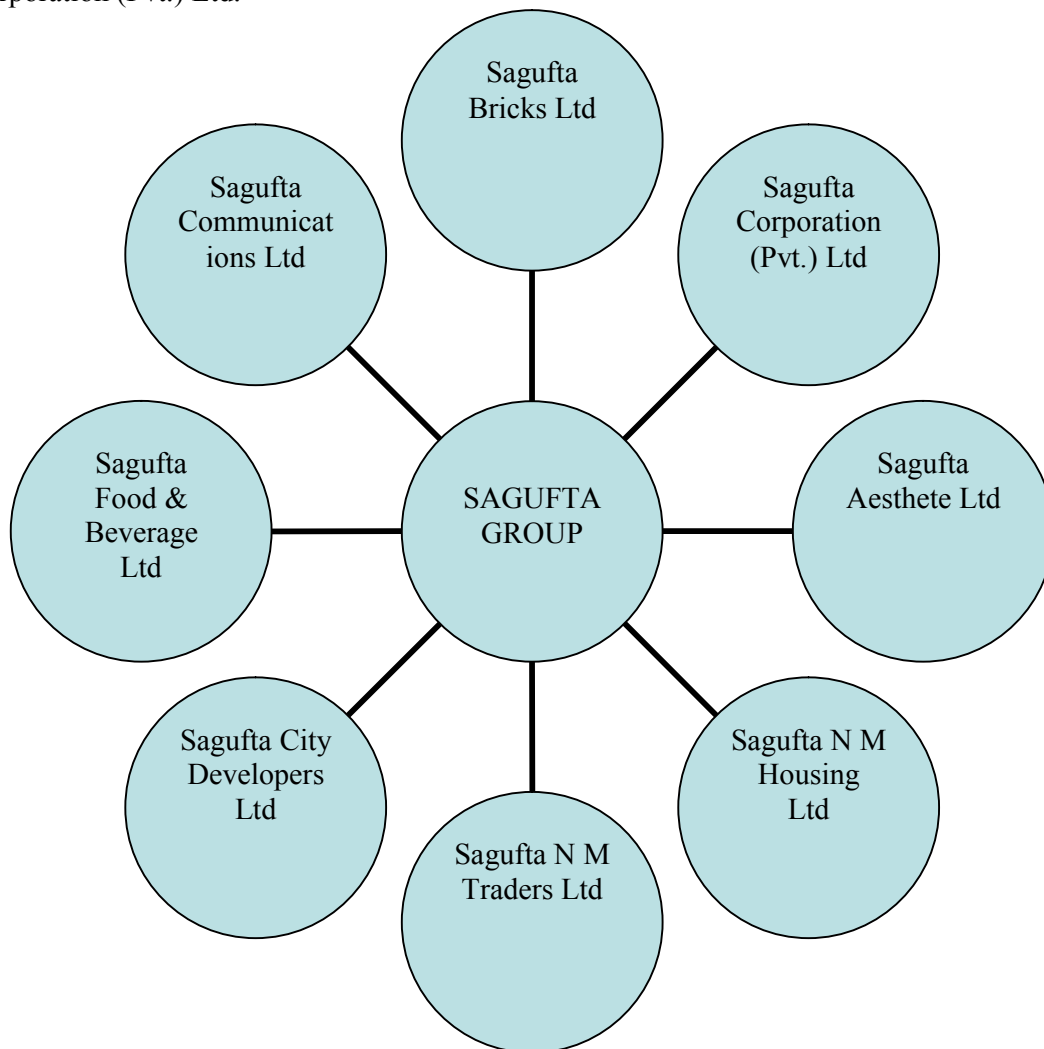 (Pvt.) Ltd.
Sagufta
Bricks Ltd
Sagufta
Communicat
ions Ltd
Sagufta
Corporation
(Pvt.) Ltd
Sagufta
Food &
Beverage
Ltd
SAGUFTA
GROUP
Sagufta
Aesthete Ltd
Sagufta City
Developers
Ltd
Sagufta N M
Housing
Ltd
Sagufta N M
Traders Ltd